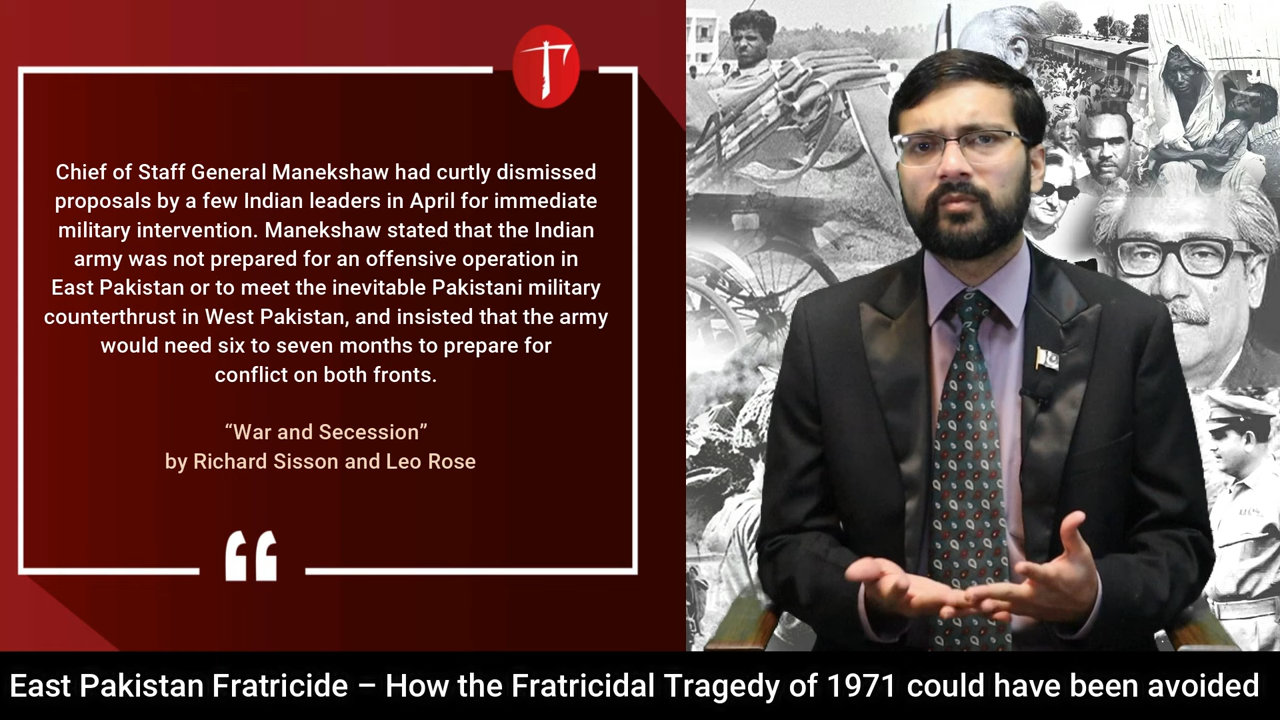 Chief of Staff General Manekshaw had curtly dismissed
proposals by a few Indian leaders in April for immediate
military intervention. Manekshaw stated that the Indian
army was not prepared for an offensive operation in
East Pakistan or to meet the inevitable Pakistani military
counterthrust in West Pakistan, and insisted that the army
would need six to seven months to prepare for
conflict on both fronts.
“War and Secession”
by Richard Sisson and Leo Rose
“
East Pakistan Fratricide – How the Fratricidal Tragedy of 1971 could have been avoided